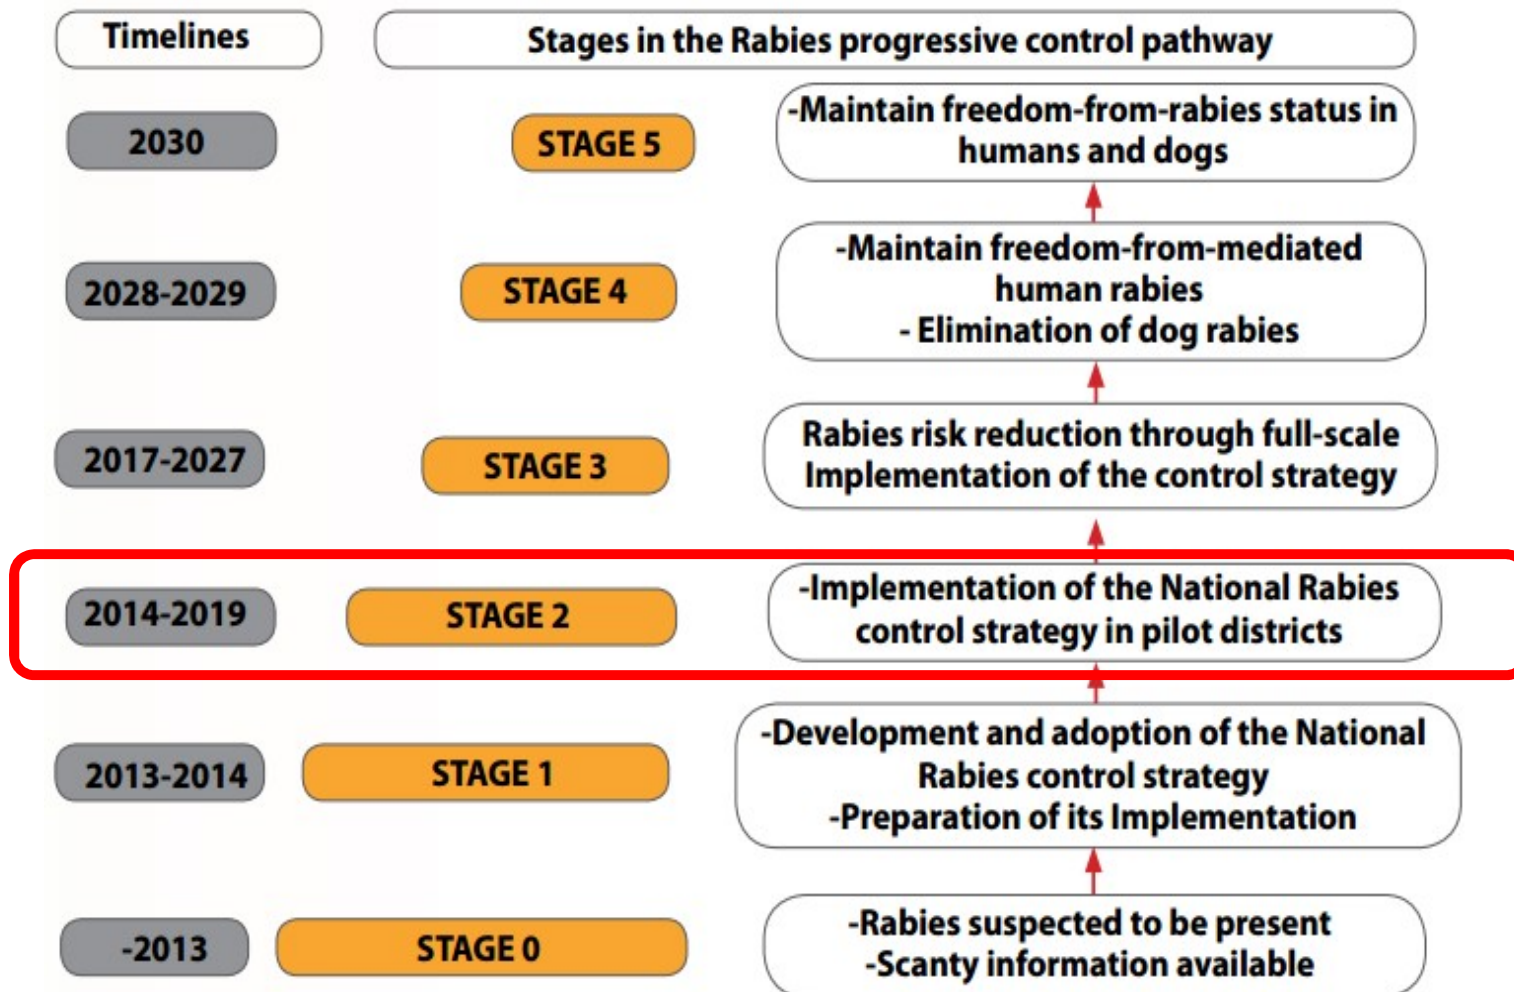 Timelines
Stages in the Rabies progressive control pathway
2030
STAGE 5
-Maintain freedom-from-rabies status in
humans and dogs
2028-2029
STAGE 4
-Maintain freedom-from-mediated
human rabies
- Elimination of dog rabies
2017-2027
STAGE 3
Rabies risk reduction through full-scale
Implementation of the control strategy
2014-2019
STAGE 2
-Implementation of the National Rabies
control strategy in pilot districts
2013-2014
STAGE 1
-Development and adoption of the National
Rabies control strategy
-Preparation of its Implementation
-2013
STAGE 0
-Rabies suspected to be present
-Scanty information available